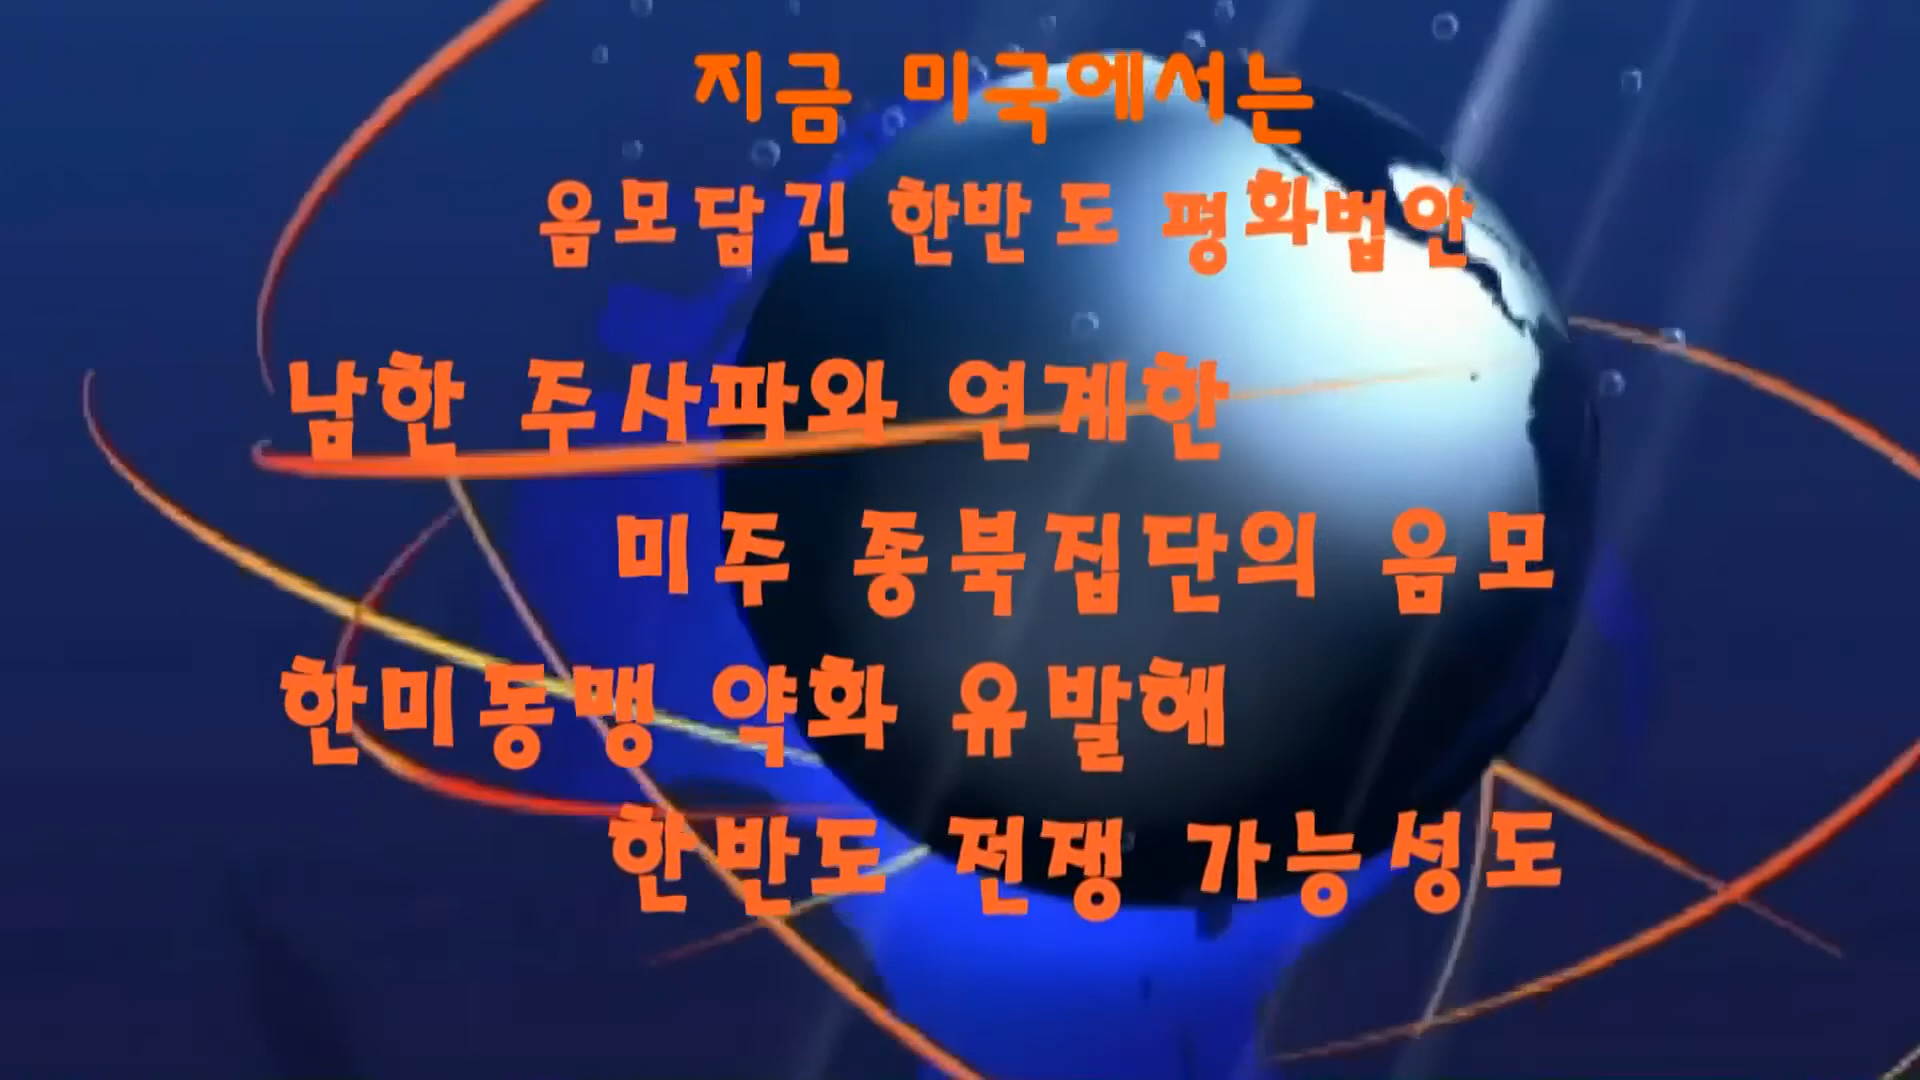 지금 미국에서는
음모담긴 한반도 평화법안
남한 주사파와 연계한
미주 종북집단의 음모
한미동맹 약화 유발해
한반도 전쟁 가능성도